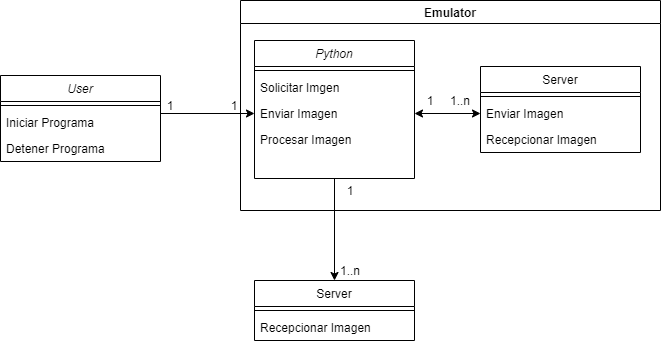 Emulator
Python
Solicitar Imgen
Enviar Imagen
Procesar Imagen
User
Iniciar Programa
Detener Programa
1
1
1
1..n
Server
Enviar Imagen
Recepcionar Imagen
1
1..n
Server
Recepcionar Imagen